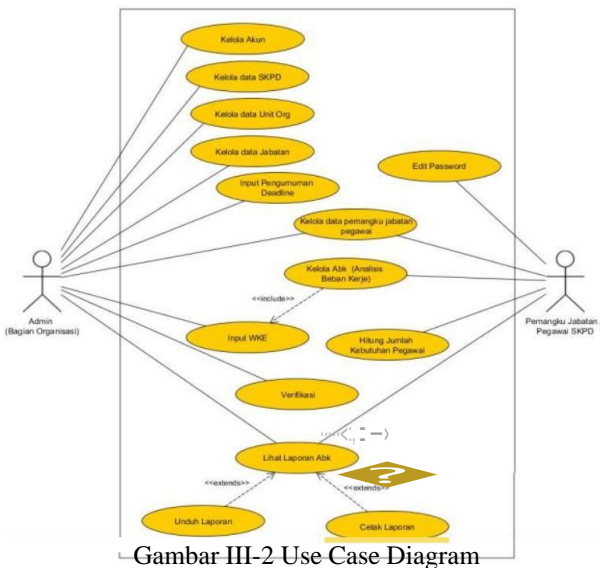 Kelola Akun
Kelola data SKPD
Kelola data Unit Org
Kelola data Jabatan
Edit Password
Input Pengumuman
Deadline
Kelola data pemangku jabatan
pegawai
Kelola Abk (Analisis
Beban Kerje)
<<include>>
Admin
(Bagian Organisasi)
Pemangku Jabatan
Pegawai SKPD
Input WKE
Hitung Jumlah
Kebutuhan Pegawai
Verifikasi
Lihat Laporan Abk
?
<<extends>>
<<extends>>
Unduh Laporan
Cetak Laporan
Gambar III-2 Use Case Diagram